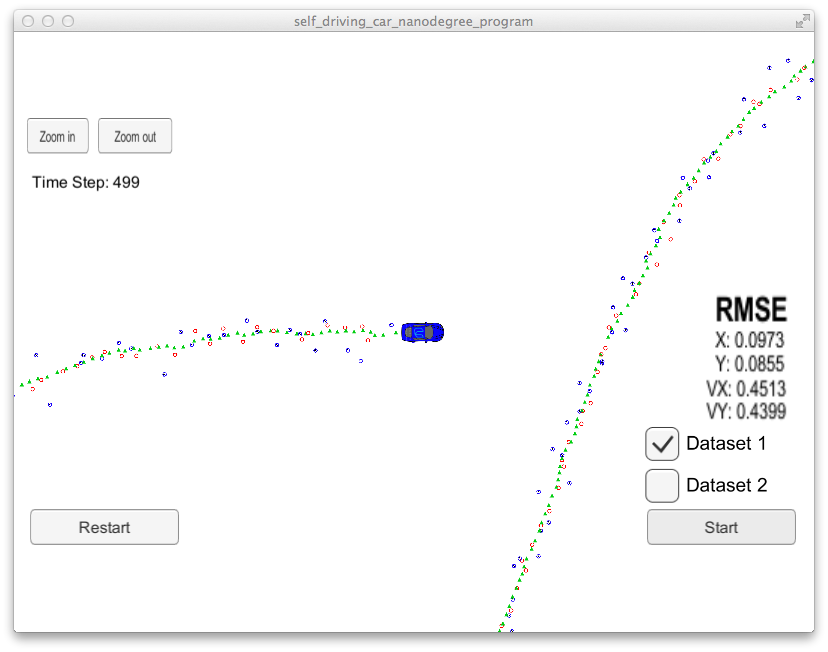 self_driving_car_nanodegree_program
Zoom in
Zoom out
Time Step: 499
RMSE
X: 0.0973
Y: 0.0855
VX: 0.4513
VY: 0.4399
Dataset 1
Dataset 2
Restart
Start